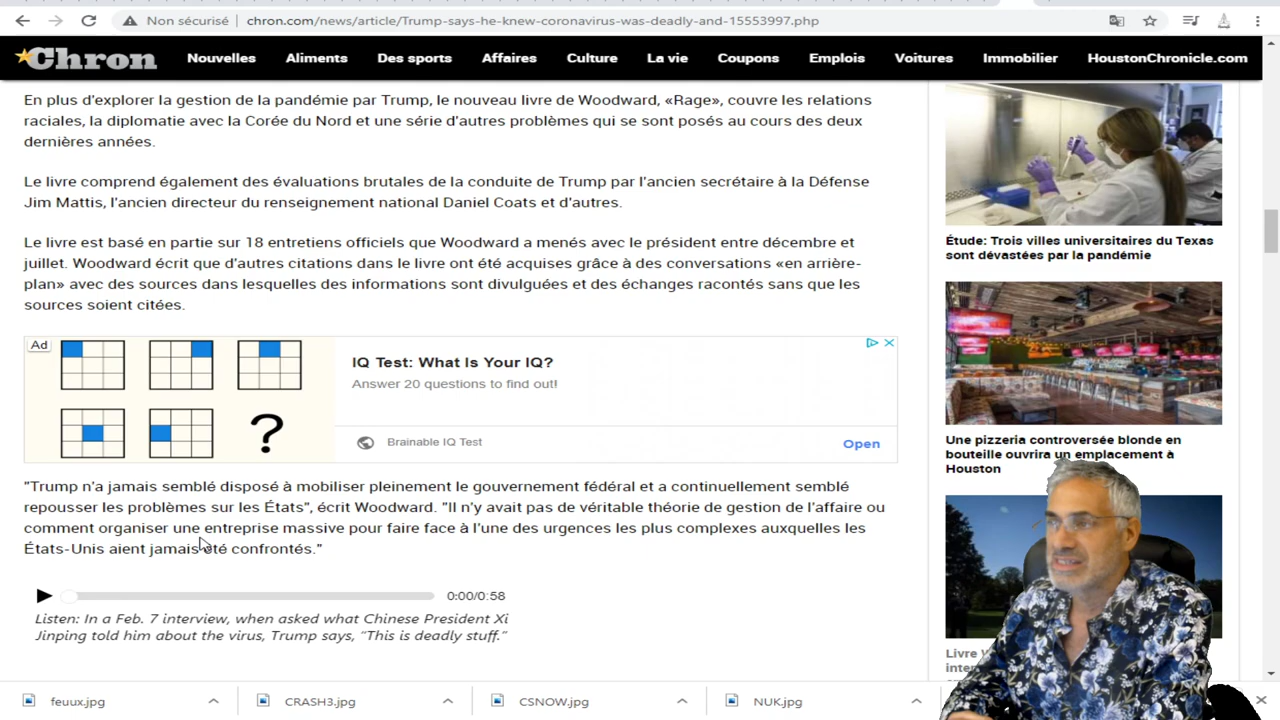 Non sécurisé | chron.com/news/article/Trump-says-he-knew-coronavirus-was-deadly-and-15553997.php
Chron Nouvelles Aliments Des sports Affaires Culture La vie Coupons Emplois Voitures Immobilier HoustonChronicle.com
En plus d'explorer la gestion de la pandémie par Trump, le nouveau livre de Woodward, «Rage», couvre les relations
raciales, la diplomatie avec la Corée du Nord et une série d'autres problèmes qui se sont posés au cours des deux
dernières années.
Le livre comprend également des évaluations brutales de la conduite de Trump par l'ancien secrétaire à la Défense
Jim Mattis, l'ancien directeur du renseignement national Daniel Coats et d'autres.
Le livre est basé en partie sur 18 entretiens officiels que Woodward a menés avec le président entre décembre et
juillet. Woodward écrit que d'autres citations dans le livre ont été acquises grâce à des conversations «en arrière-
plan» avec des sources dans lesquelles des informations sont divulguées et des échanges racontés sans que les
sources soient citées.
Ad
IQ Test: What Is Your IQ?
Answer 20 questions to find out!
?
Brainable IQ Test
Open
"Trump n'a jamais semblé disposé à mobiliser pleinement le gouvernement fédéral et a continuellement semblé
repousser les problèmes sur les États", écrit Woodward. "Il n'y avait pas de véritable théorie de gestion de l'affaire ou
comment organiser une entreprise massive pour faire face à l'une des urgences les plus complexes auxquelles les
États-Unis aient jamais été confrontés."
0:00/0:58
Listen: In a Feb. 7 interview, when asked what Chinese President Xi
Jinping told him about the virus, Trump says, “This is deadly stuff.”
Étude: Trois villes universitaires du Texas
sont dévastées par la pandémie
Une pizzeria controversée blonde en
bouteille ouvrira un emplacement à
Houston
Livre
feuux.jpg
CRASH3.jpg
CSNOW.jpg
NUK.jpg